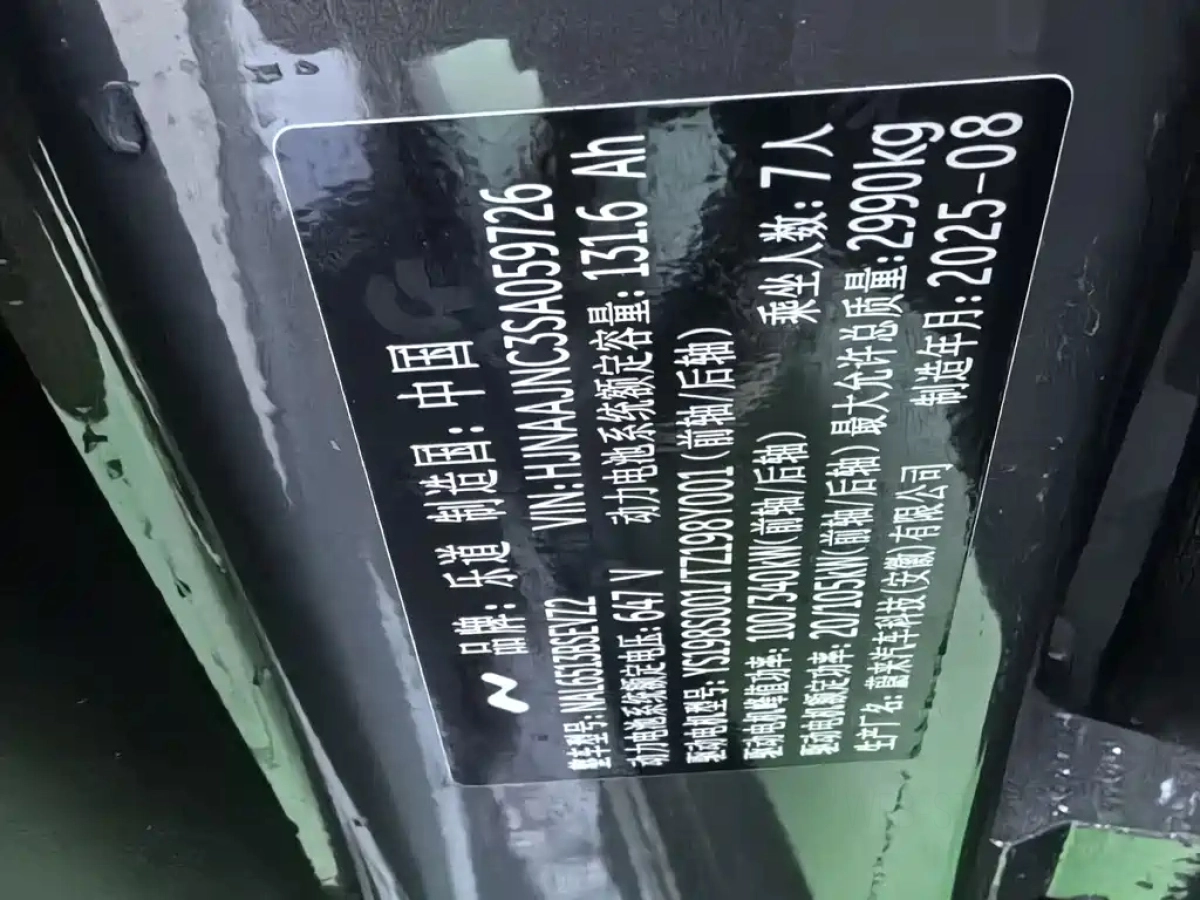 品牌: 乐道 制造国: 中国
整车型号: NAL6513BSEVZ2 VIN: HJNAAJNC3SA059726
动力电池系统额定电压: 647 V 动力电池系统额定容量: 131.6 Ah
驱动电机型号: YS198S001/TZ198Y001 (前轴/后轴)
驱动电机峰值功率: 100/340kW(前轴/后轴) 乘坐人数: 7人
驱动电机额定功率: 20/105kW(前轴/后轴) 最大允许总质量: 2990kg
生产厂名: 蔚来汽车科技(安徽)有限公司 制造年月: 2025-08